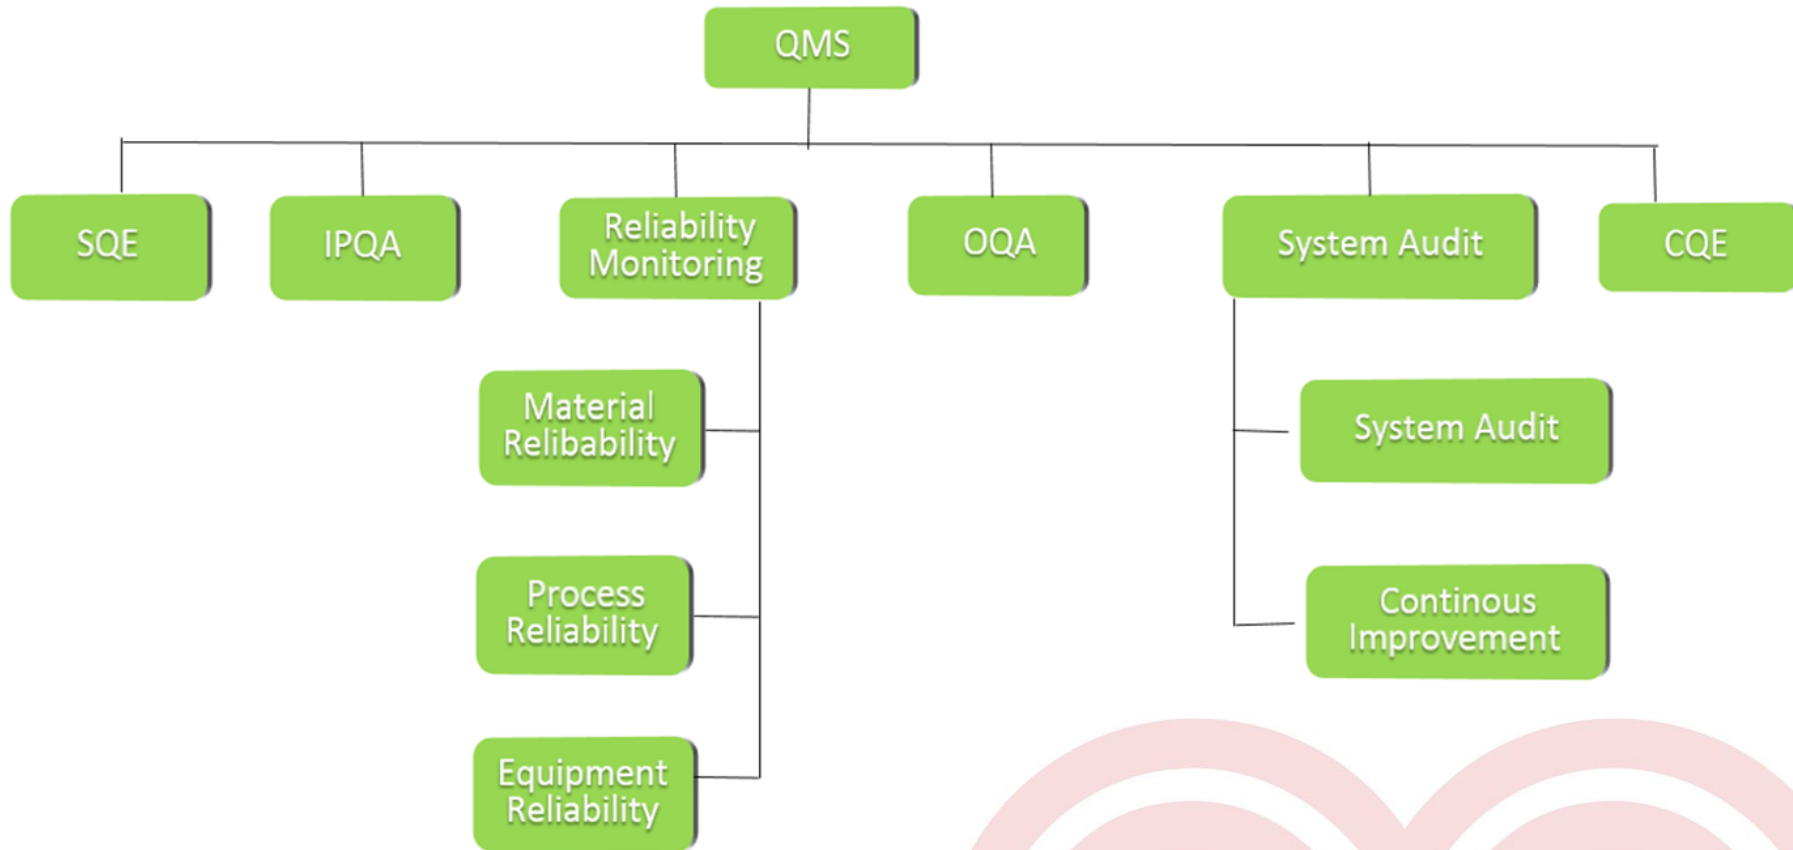 QMS
SQE
IPQA
Reliability
Monitoring
OQA
System Audit
CQE
Material
Relibability
System Audit
Process
Reliability
Continous
Improvement
Equipment
Reliability